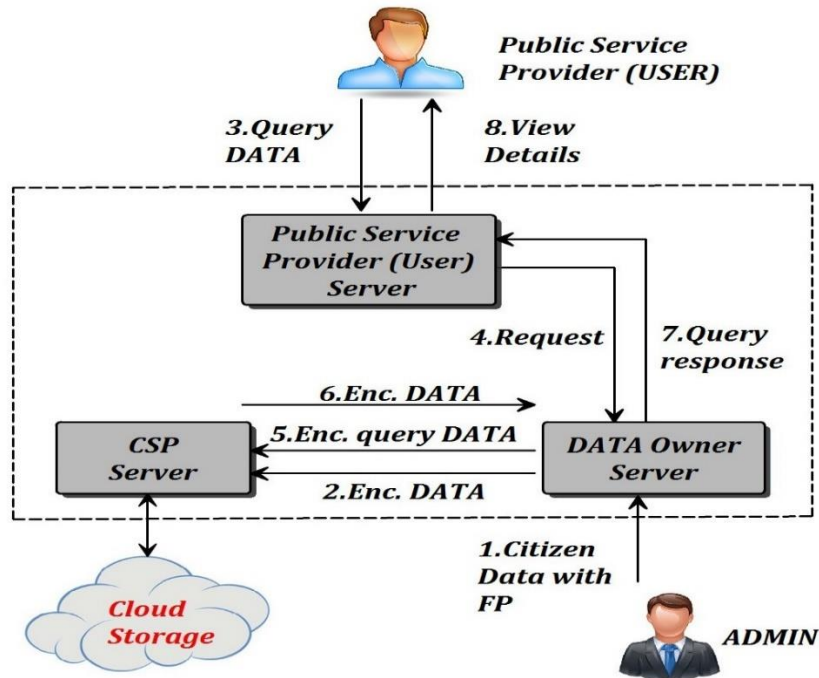 Public Service
Provider (USER)
3.Query
DATA
8.View
Details
Public Service
Provider (User)
Server
4.Request
7.Query
response
6.Enc. DATA
5.Enc. query DATA
2.Enc. DATA
CSP
Server
DATA Owner
Server
1.Citizen
Data with
FP
Cloud
Storage
ADMIN